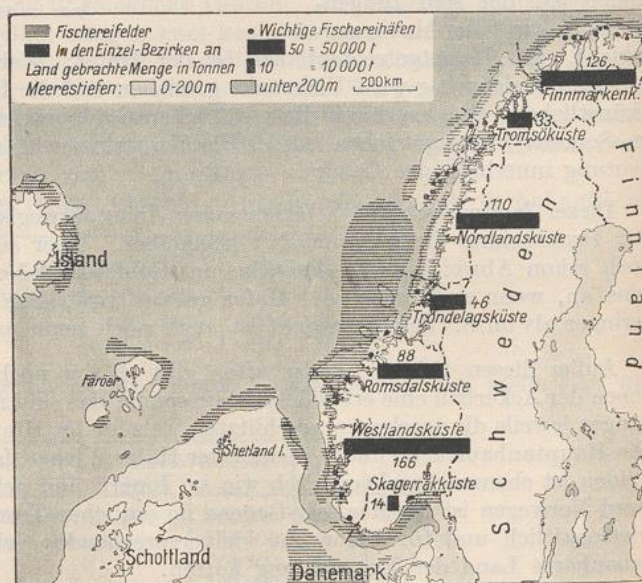 Fischereifelder
Wichtige Fischereihäfen
In den Einzel-Bezirken an
Land gebrachte Menge in Tonnen
50 = 50000 t
10 = 10000 t
Meerestiefen: 0-200m unter 200m
200km
126
Finnmarkenk.
33
Tromsöküste
110
Nordlandsküste
46
Tröndelagsküste
88
Romsdalsküste
Westlandsküste
166
Skagerrakküste
14
Island
Färöer
Shetland I.
Schottland
Dänemark
Schweden
Finnland